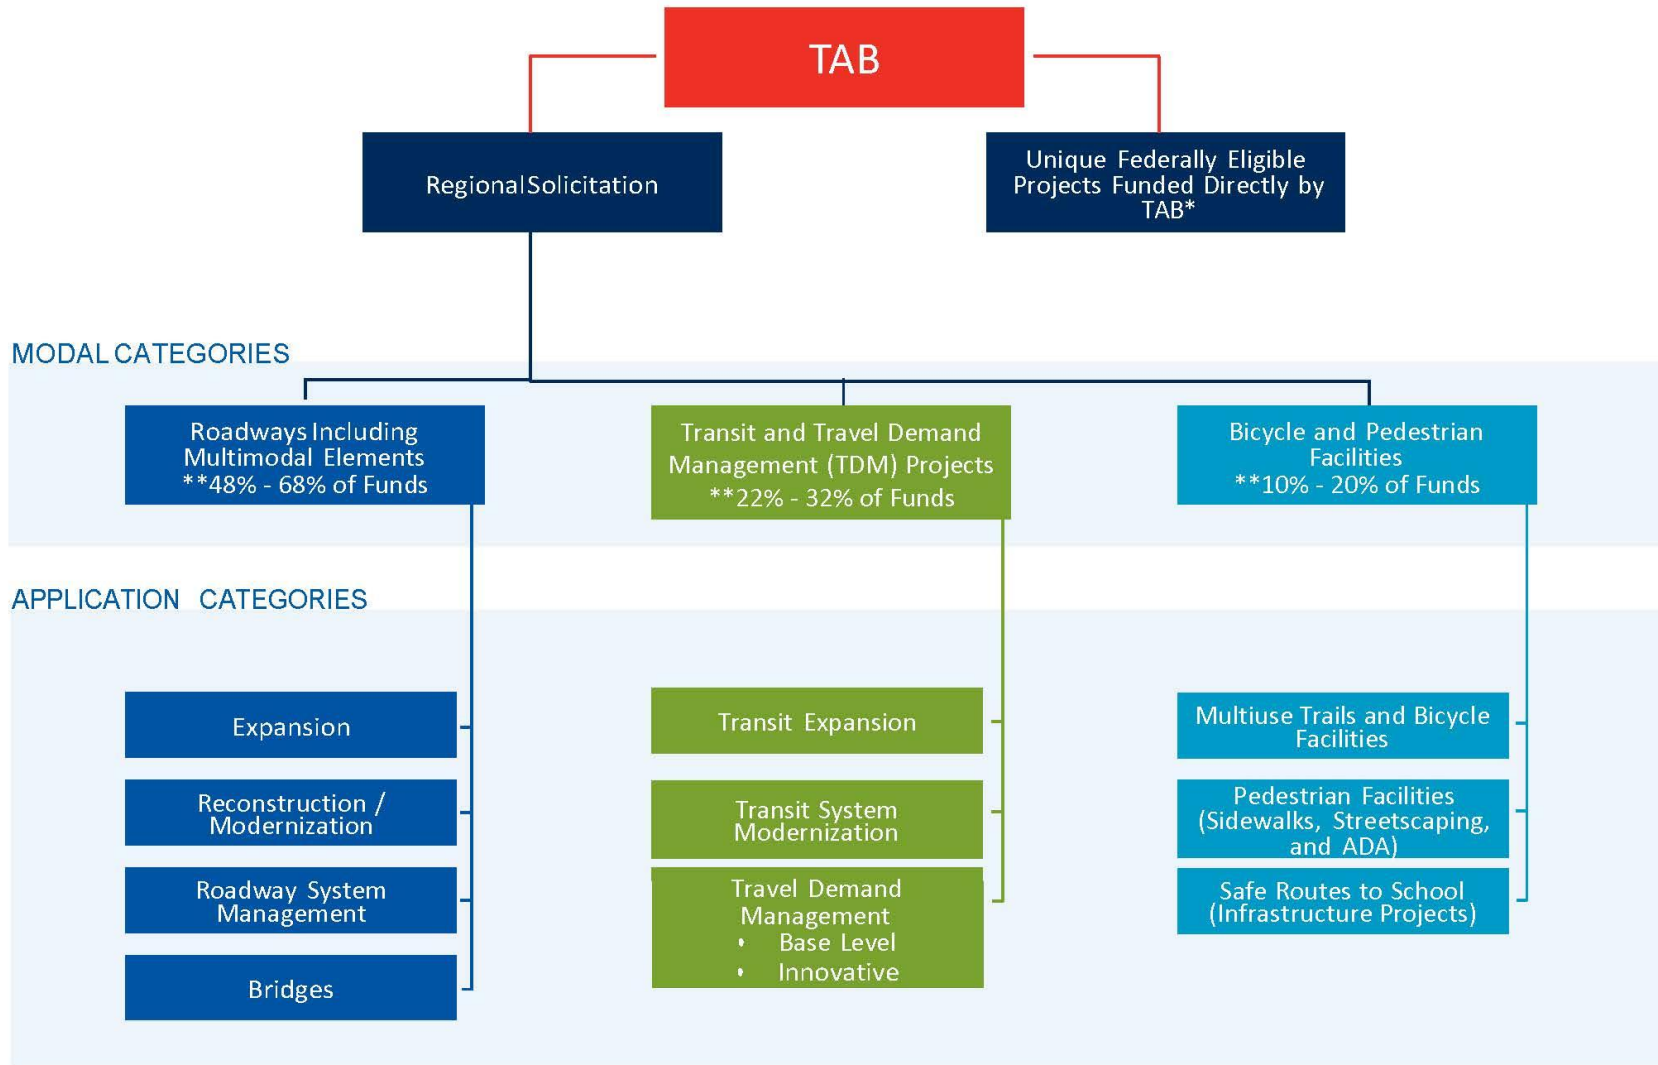 TAB
Regional Solicitation
Unique Federally Eligible
Projects Funded Directly by
TAB*
MODAL CATEGORIES
Roadways Including
Multimodal Elements
**48% - 68% of Funds
Transit and Travel Demand
Management (TDM) Projects
**22% - 32% of Funds
Bicycle and Pedestrian
Facilities
**10% - 20% of Funds
APPLICATION CATEGORIES
Expansion
Reconstruction /
Modernization
Roadway System
Management
Bridges
Transit Expansion
Transit System
Modernization
Travel Demand
Management
• Base Level
• Innovative
Multiuse Trails and Bicycle
Facilities
Pedestrian Facilities
(Sidewalks, Streetscaping,
and ADA)
Safe Routes to School
(Infrastructure Projects)